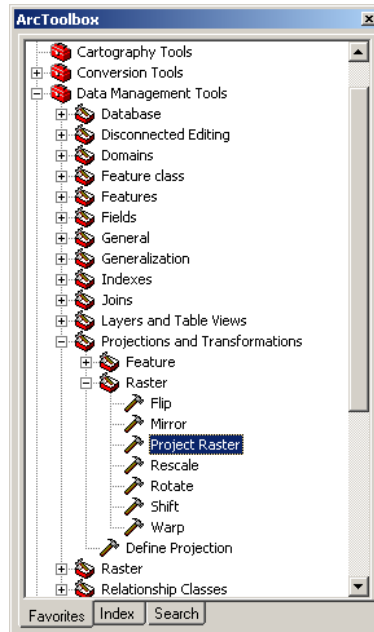 ArcToolbox
Cartography Tools
Conversion Tools
Data Management Tools
Database
Disconnected Editing
Domains
Feature class
Features
Fields
General
Generalization
Indexes
Joins
Layers and Table Views
Projections and Transformations
Feature
Raster
Flip
Mirror
Project Raster
Rescale
Rotate
Shift
Warp
Define Projection
Raster
Relationship Classes
Favorites Index Search